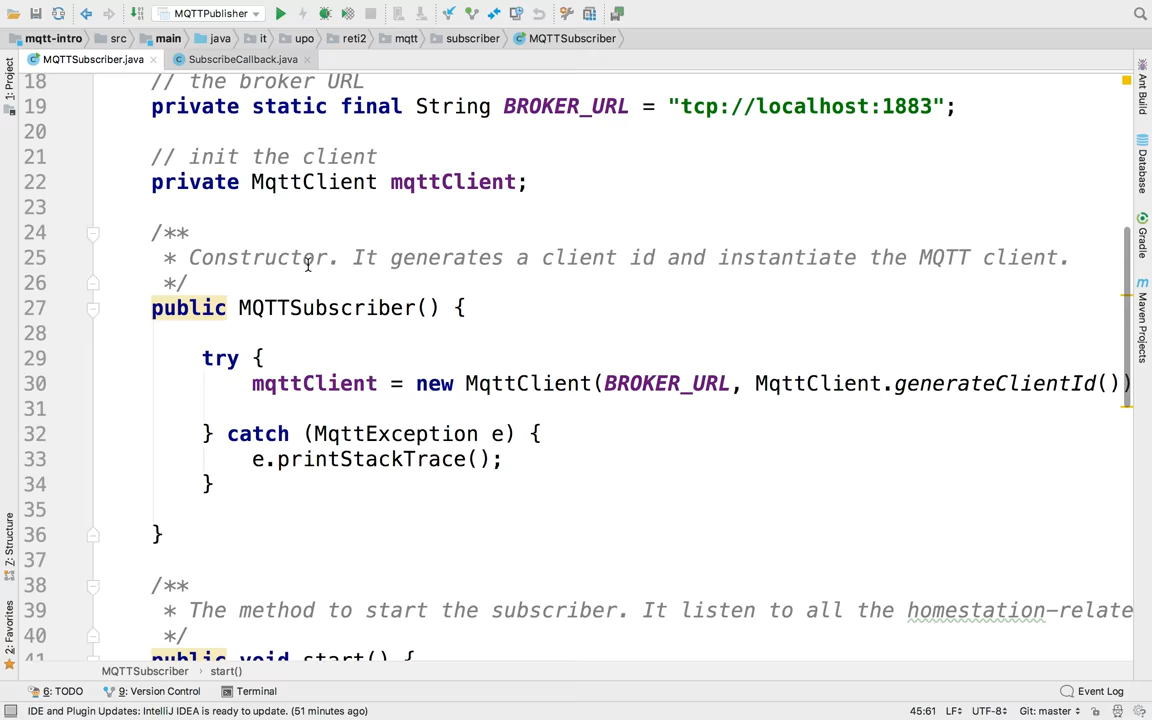 MQTTPublisher
mqtt-intro src main java it upo reti2 mqtt subscriber MQTTSubscriber
MQTTSubscriber.java SubscribeCallback.java
18 // the broker URL
19 private static final String BROKER_URL = "tcp://localhost:1883";
20
21 // init the client
22 private MqttClient mqttClient;
23
24 /**
25 * Constructor. It generates a client id and instantiate the MQTT client.
26 */
27 public MQTTSubscriber() {
28
29 try {
30 mqttClient = new MqttClient(BROKER_URL, MqttClient.generateClientId())
31
32 } catch (MqttException e) {
33 e.printStackTrace();
34 }
35
36 }
37
38 /**
39 * The method to start the subscriber. It listen to all the homestation-relate
40 */
41 public void start() {
MQTTSubscriber › start()
6: TODO 9: Version Control Terminal Event Log
IDE and Plugin Updates: IntelliJ IDEA is ready to update. (51 minutes ago) 45:61 LF÷ UTF-8÷ Git: master÷
1: Project
7: Structure
2: Favorites
Ant Build
Database
Gradle
Maven Projects